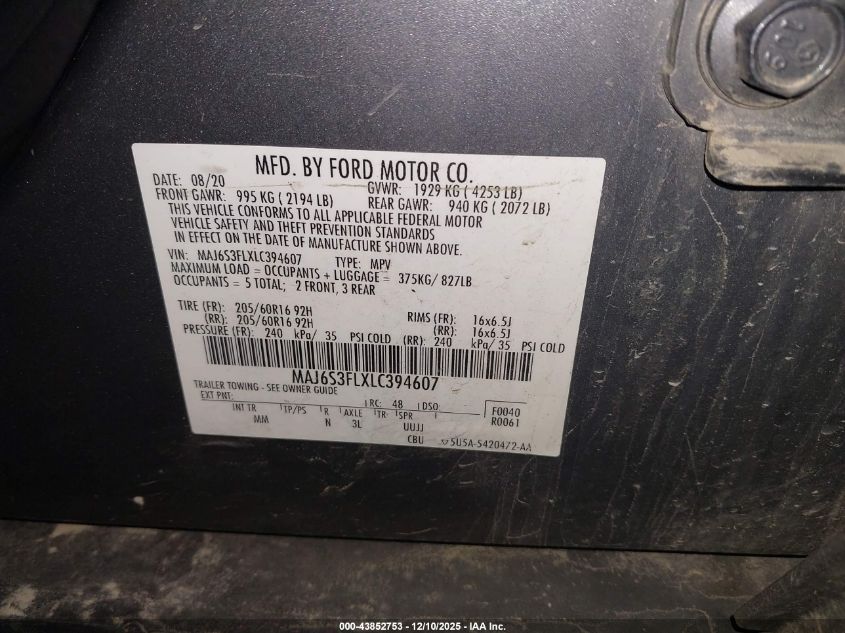 109
MFD. BY FORD MOTOR CO.
DATE: 08/20 GVWR: 1929 KG ( 4253 LB)
FRONT GAWR: 995 KG ( 2194 LB) REAR GAWR: 940 KG ( 2072 LB)
THIS VEHICLE CONFORMS TO ALL APPLICABLE FEDERAL MOTOR
VEHICLE SAFETY AND THEFT PREVENTION STANDARDS
IN EFFECT ON THE DATE OF MANUFACTURE SHOWN ABOVE.
VIN: MAJ6S3FLXLC394607 TYPE: MPV
MAXIMUM LOAD = OCCUPANTS + LUGGAGE = 375KG/ 827LB
OCCUPANTS = 5 TOTAL; 2 FRONT, 3 REAR
TIRE (FR): 205/60R16 92H RIMS (FR): 16x6.5J
(RR): 205/60R16 92H (RR): 16x6.5J
PRESSURE (FR): 240 kPa/ 35 PSI COLD (RR): 240 kPa/ 35 PSI COLD
MAJ6S3FLXLC394607
TRAILER TOWING - SEE OWNER GUIDE
EXT PNT: RC: 48 DSO: F0040
INT TR TP/PS R AXLE TR SPR R0061
MM N 3L UUJJ
CBU 5U5A-5420472-AA
000-43852753 - 12/10/2025 - IAA Inc.